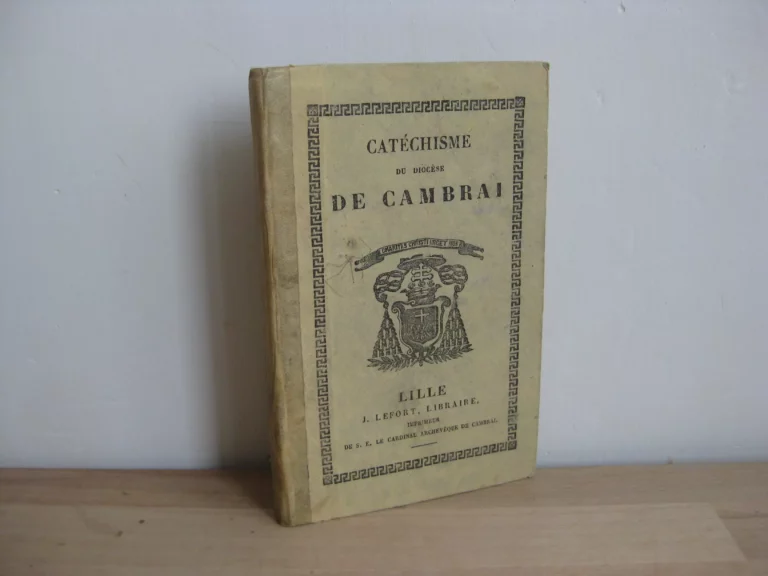 CATÉCHISME
DU DIOCÈSE
DE CAMBRAI
LILLE
J. LEFORT, LIBRAIRE,
IMPRIMEUR
DE S. E. LE CARDINAL ARCHEVÊQUE DE CAMBRAI.